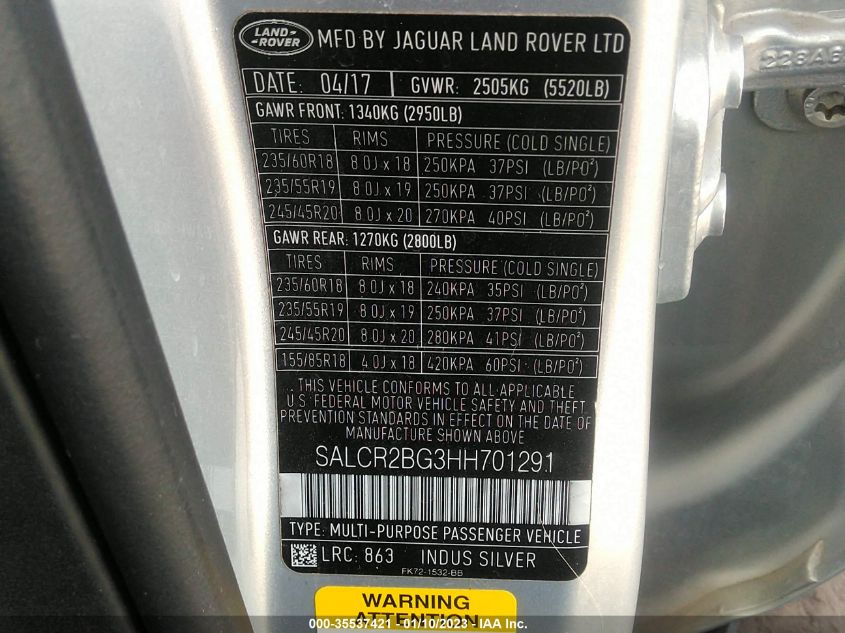 LAND ROVER
MFD BY JAGUAR LAND ROVER LTD
DATE: 04/17 GVWR: 2505KG (5520LB)
GAWR FRONT: 1340KG (2950LB)
TIRES RIMS PRESSURE (COLD SINGLE)
235/60R18 8.0J x 18 250KPA 37PSI (LB/PO²)
235/55R19 8.0J x 19 250KPA 37PSI (LB/PO²)
245/45R20 8.0J x 20 270KPA 40PSI (LB/PO²)
GAWR REAR: 1270KG (2800LB)
TIRES RIMS PRESSURE (COLD SINGLE)
235/60R18 8.0J x 18 240KPA 35PSI (LB/PO²)
235/55R19 8.0J x 19 250KPA 37PSI (LB/PO²)
245/45R20 8.0J x 20 280KPA 41PSI (LB/PO²)
155/85R18 4.0J x 18 420KPA 60PSI (LB/PO²)
THIS VEHICLE CONFORMS TO ALL APPLICABLE
U.S. FEDERAL MOTOR VEHICLE SAFETY AND THEFT
PREVENTION STANDARDS IN EFFECT ON THE DATE OF
MANUFACTURE SHOWN ABOVE
SALCR2BG3HH701291
TYPE: MULTI-PURPOSE PASSENGER VEHICLE
LRC: 863 INDUS SILVER
FK72-1532-BB
WARNING
ATTENTION
000-35537421 - 01/10/2023 - IAA Inc.